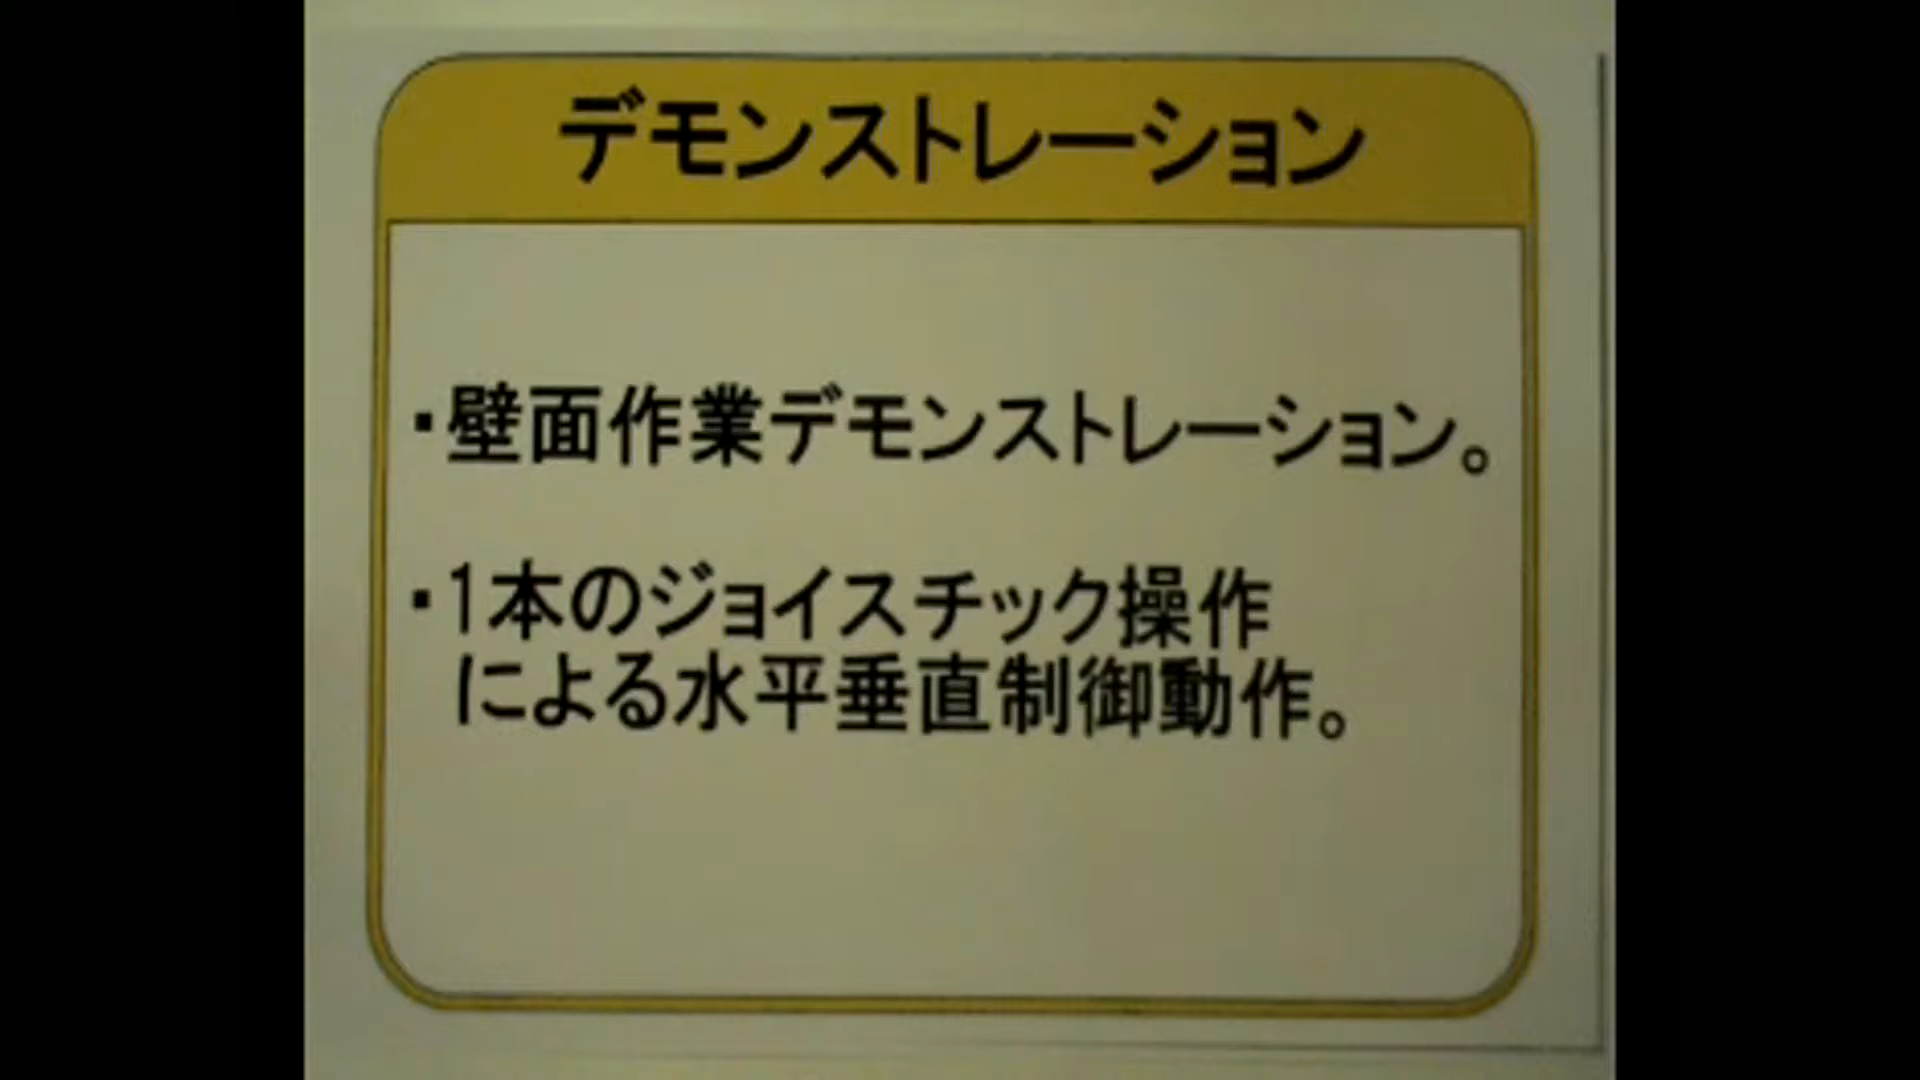 デモンストレーション
・壁面作業デモンストレーション。
・1本のジョイスチック操作
による水平垂直制御動作。